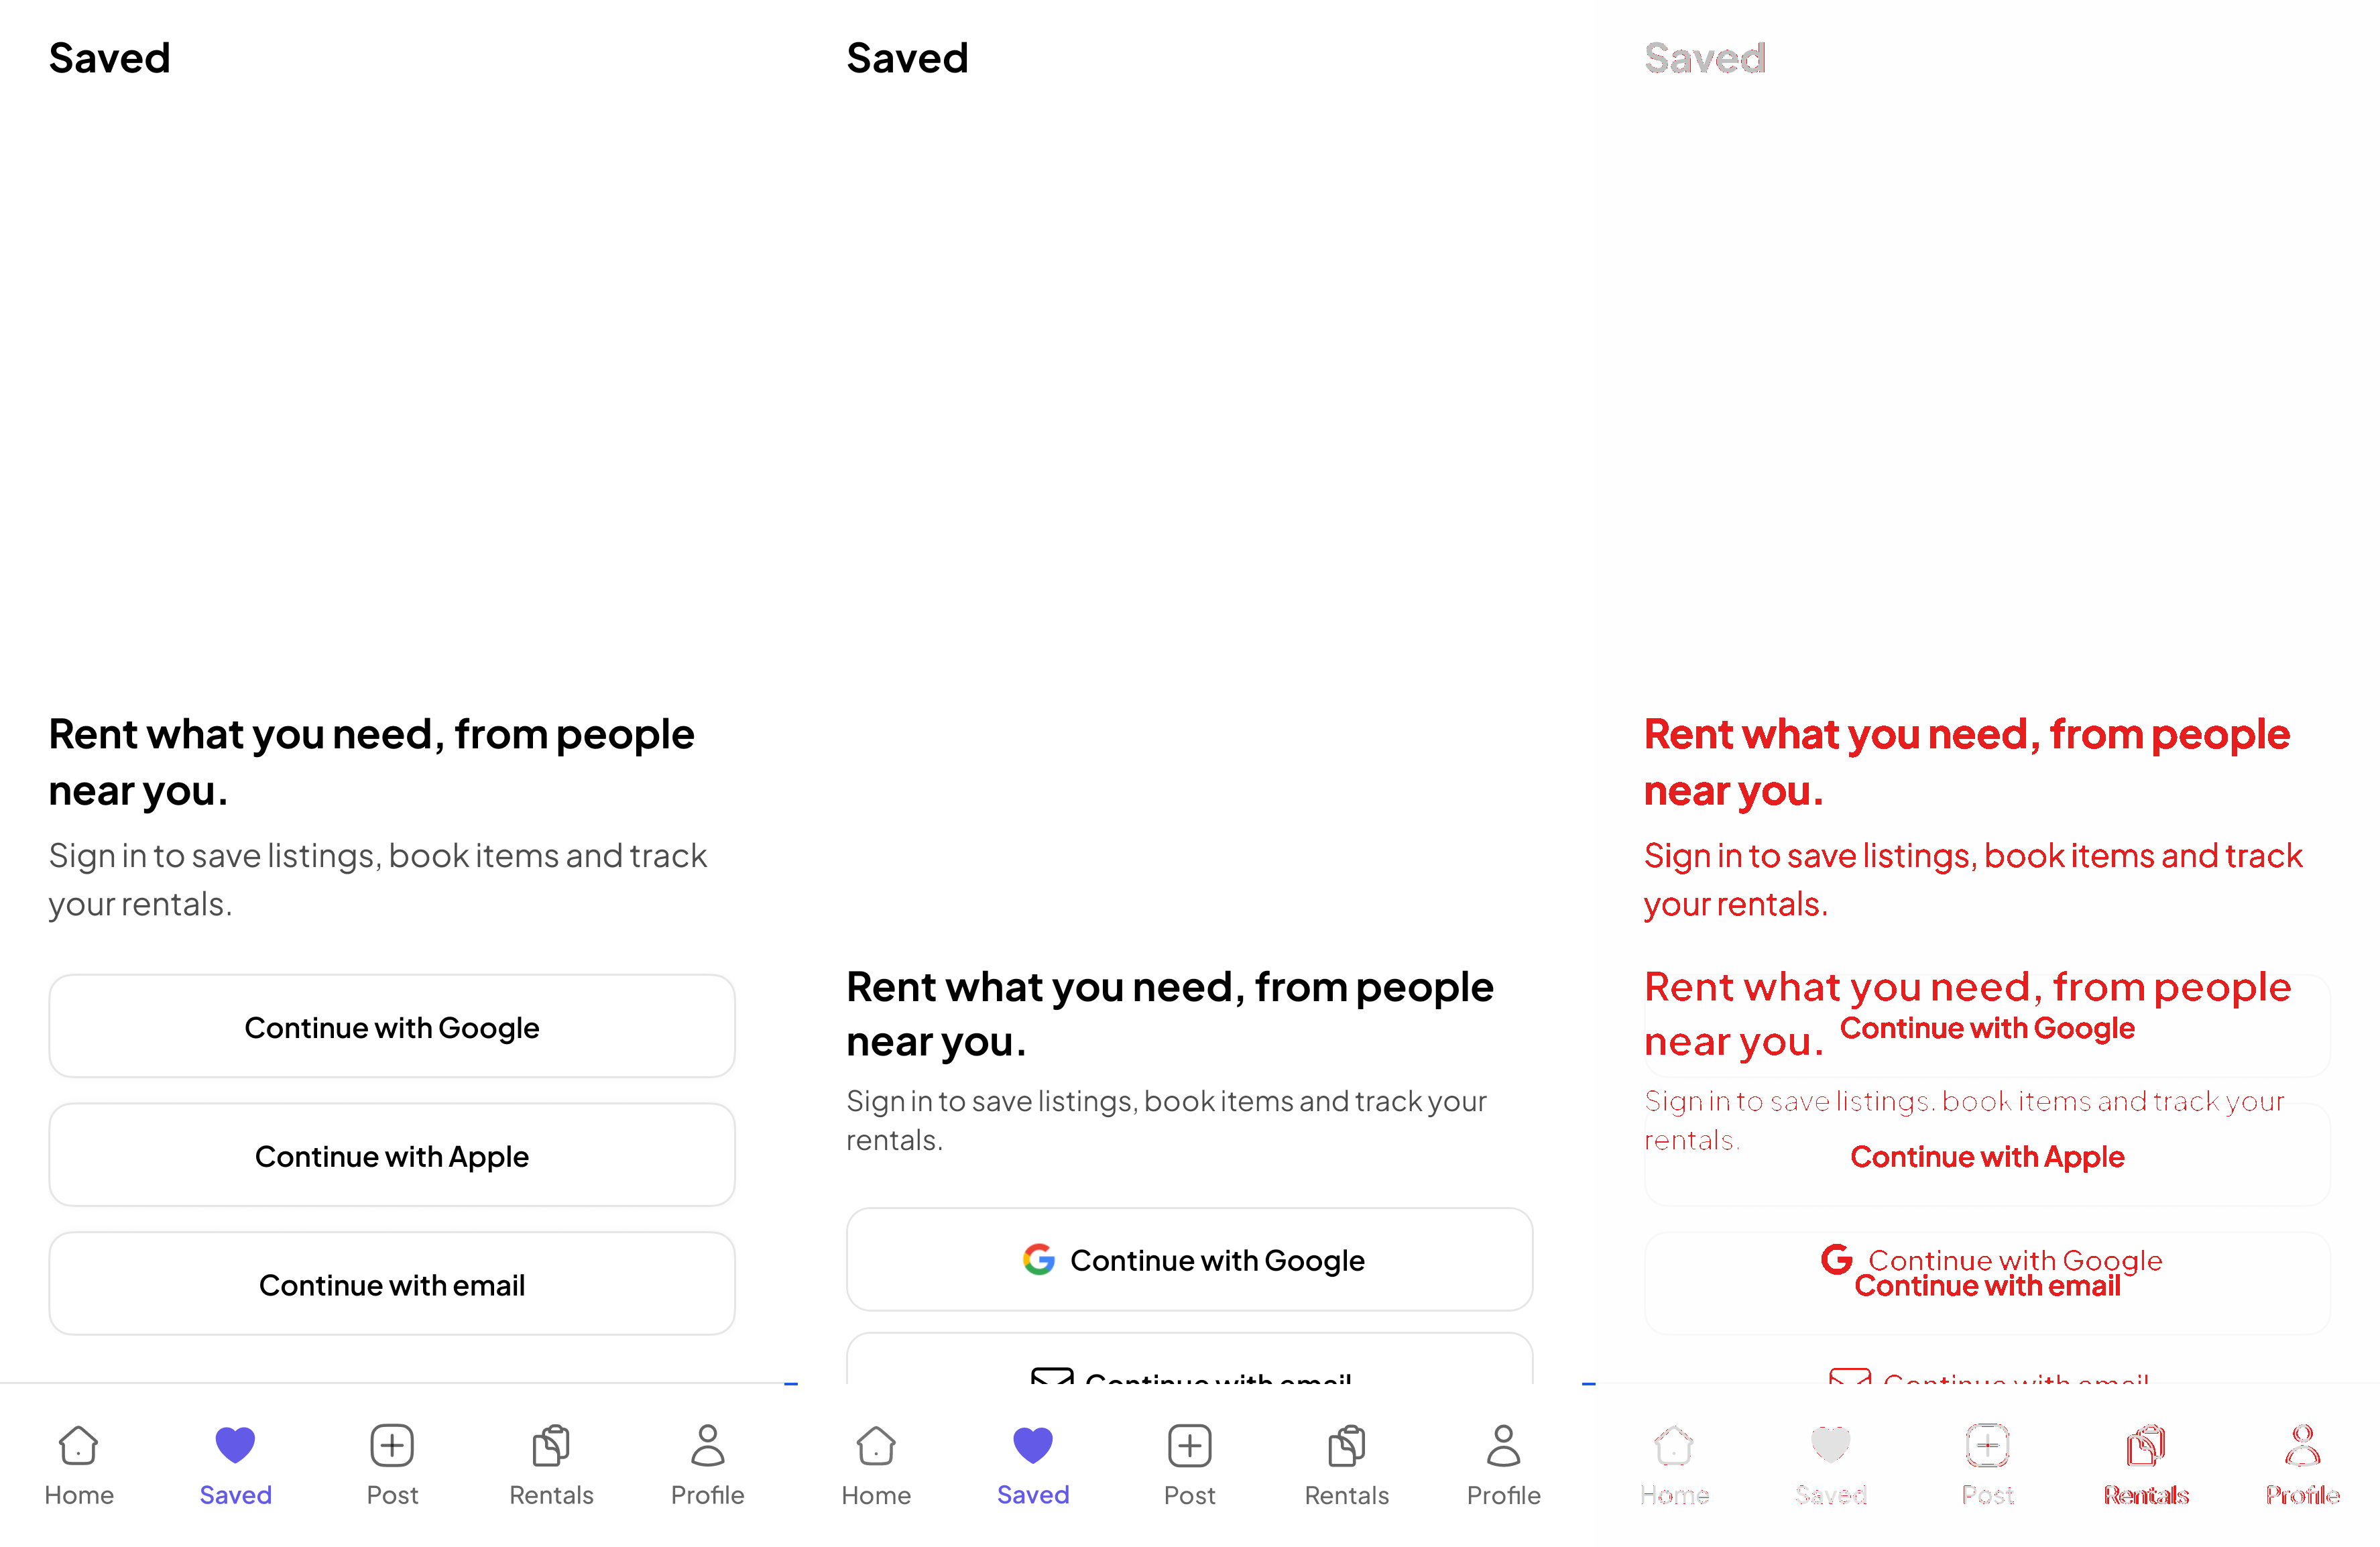 Saved
Rent what you need, from people
near you.
Sign in to save listings, book items and track
your rentals.
Continue with Google
Continue with Apple
Continue with email
Home
Saved
Post
Rentals
Profile
Saved
Rent what you need, from people
near you.
Sign in to save listings, book items and track your
rentals.
Continue with Google
Continue with email
Home
Saved
Post
Rentals
Profile
Saved
Rent what you need, from people
near you.
Sign in to save listings, book items and track
your rentals.
Rent what you need, from people
near you.
Continue with Google
Sign in to save listings, book items and track your
rentals.
Continue with Apple
Continue with Google
Continue with email
Continue with email
Home
Saved
Post
Rentals
Profile